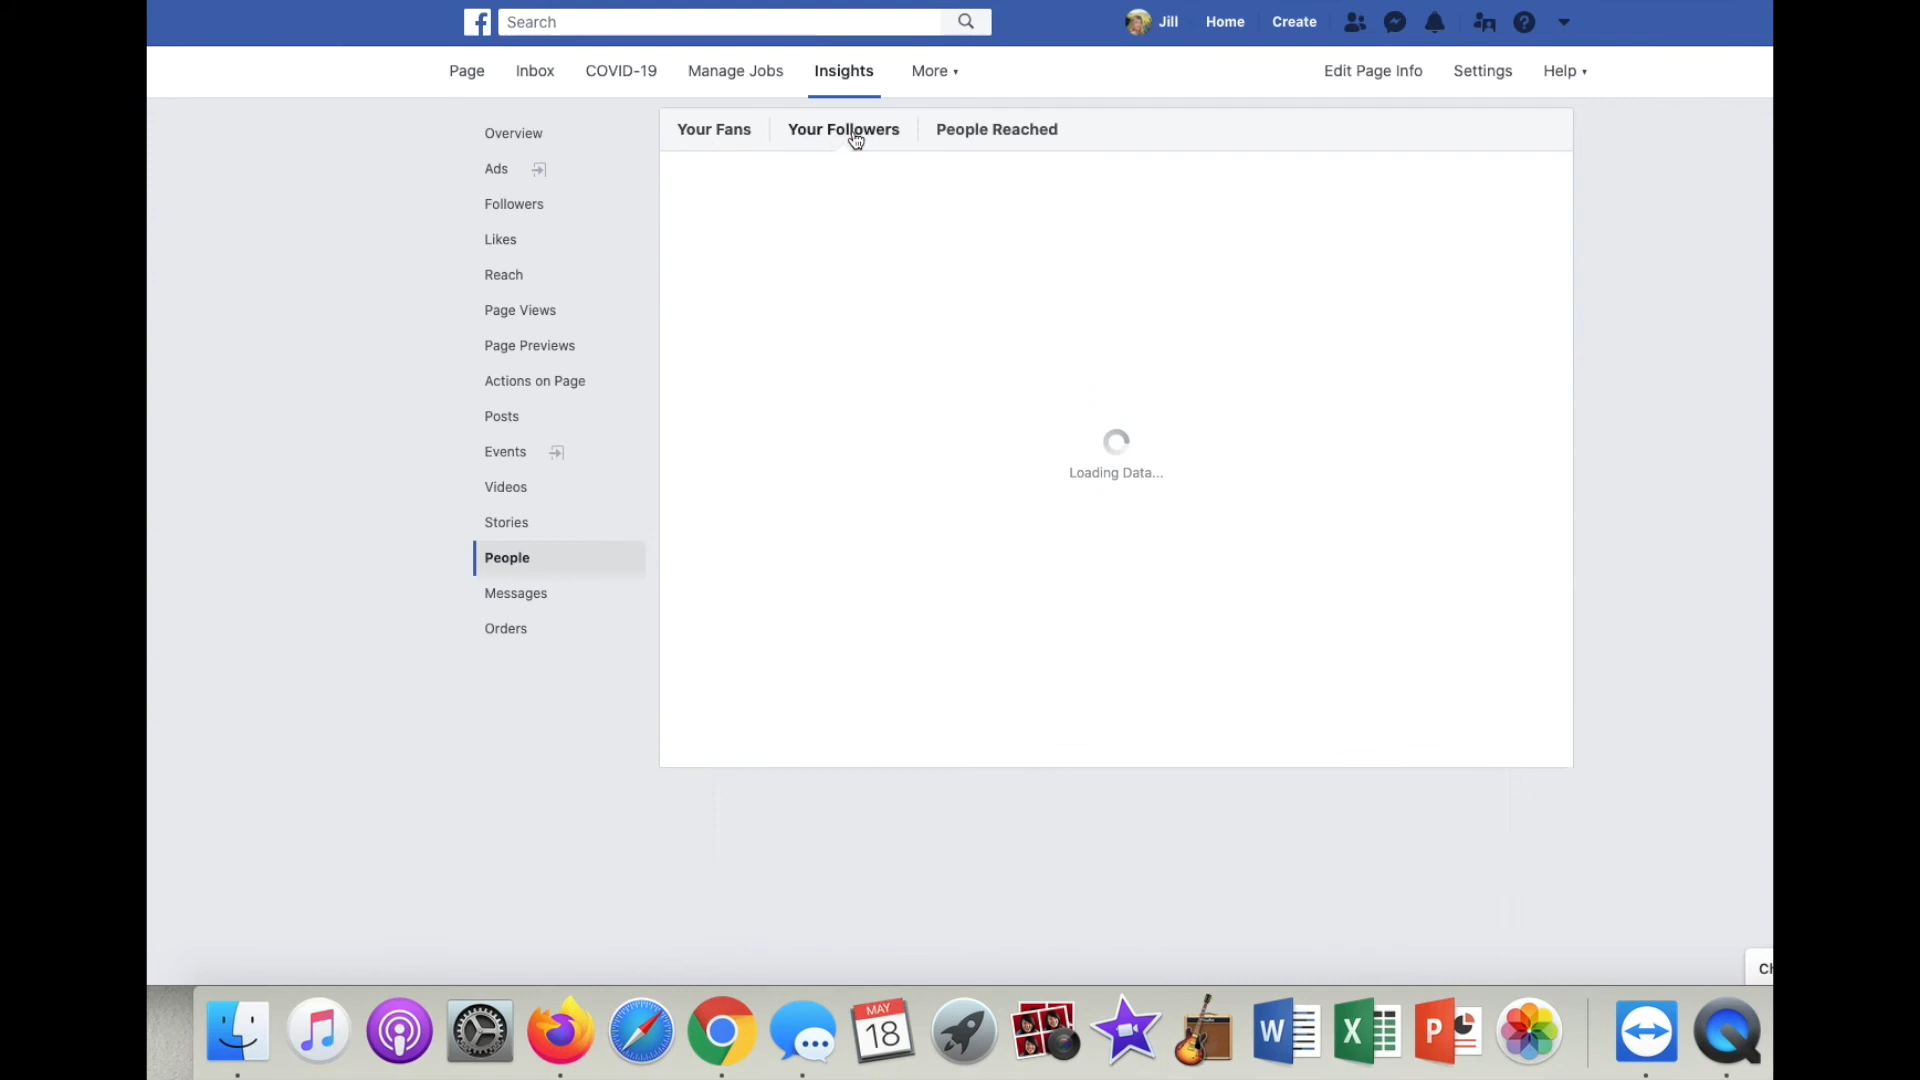 Search
Jill
Home
Create
Page
Inbox
COVID-19
Manage Jobs
Insights
More
Edit Page Info
Settings
Help
Overview
Ads
Followers
Likes
Reach
Page Views
Page Previews
Actions on Page
Posts
Events
Videos
Stories
People
Messages
Orders
Your Fans
Your Followers
People Reached
Loading Data...
MAY
18
W
X
P